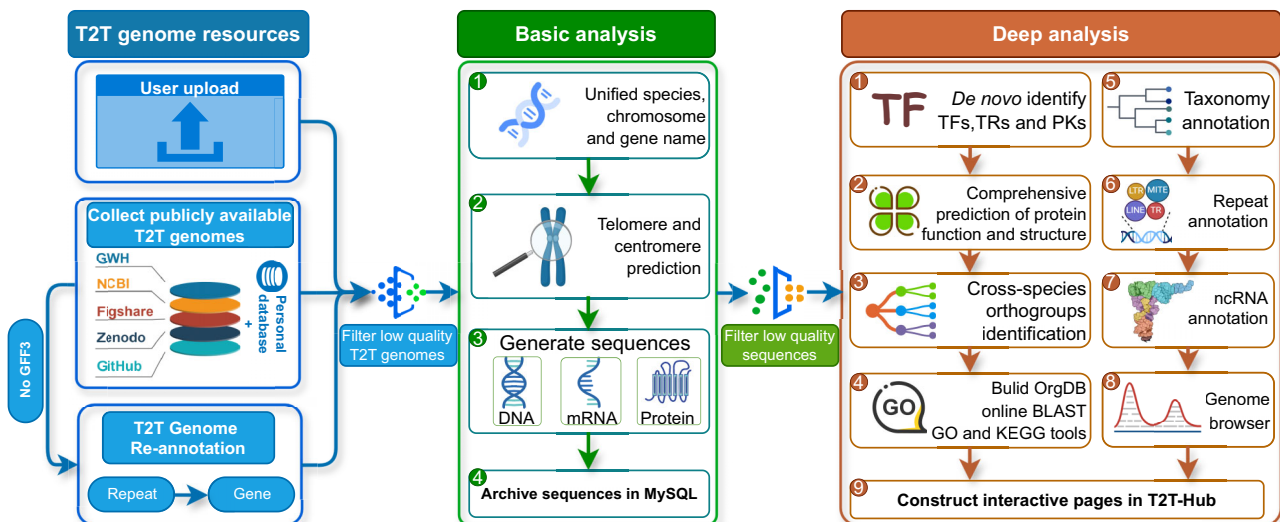 T2T genome resources
User upload
Collect publicly available
T2T genomes
GWH
NCBI
Figshare
Zenodo
GitHub
+
Personal
database
No GFF3
T2T Genome
Re-annotation
Repeat
Gene
Filter low quality
T2T genomes
Basic analysis
1
Unified species,
chromosome
and gene name
2
Telomere and
centromere
prediction
3
Generate sequences
DNA
mRNA
Protein
4
Archive sequences in MySQL
Filter low quality
sequences
Deep analysis
1
TF
De novo identify
TFs,TRs and PKs
2
Comprehensive
prediction of protein
function and structure
3
Cross-species
orthogroups
identification
4
GO
Bulid OrgDB
online BLAST
GO and KEGG tools
5
Taxonomy
annotation
6
LTR
MITE
LINE
TR
Repeat
annotation
7
ncRNA
annotation
8
Genome
browser
9
Construct interactive pages in T2T-Hub